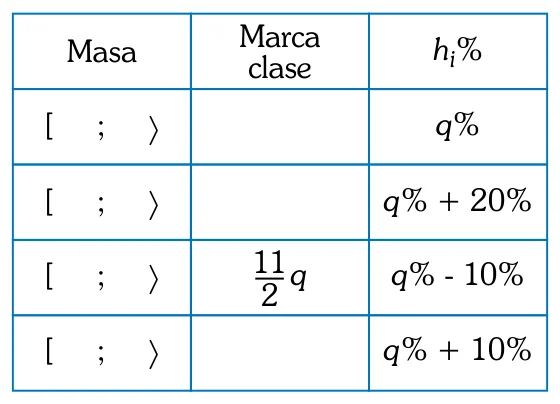 Masa
Marca
clase
hᵢ%
[ ; ⟩
q%
[ ; ⟩
q% + 20%
[ ; ⟩
11/2 q
q% - 10%
[ ; ⟩
q% + 10%